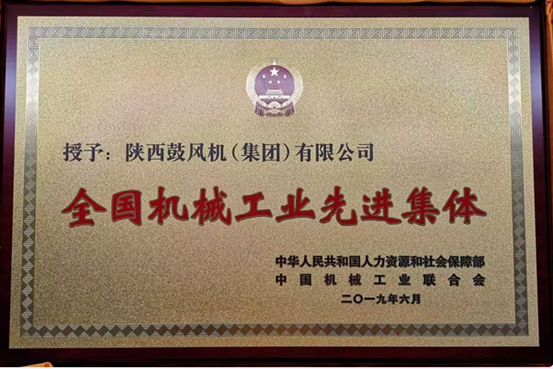 授予：陕西鼓风机（集团）有限公司
全国机械工业先进集体
中华人民共和国人力资源和社会保障部
中国机械工业联合会
二〇一九年六月